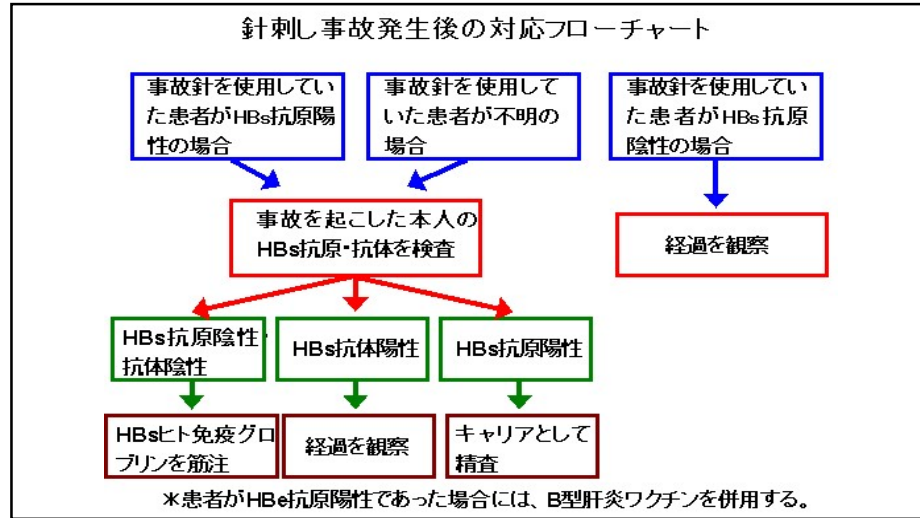 針刺し事故発生後の対応フローチャート
事故針を使用してい
た患者がHBs抗原陽
性の場合
事故針を使用し
ていた患者が不明の
場合
事故針を使用してい
た患者がHBs抗原
陰性の場合
事故を起こした本人の
HBs抗原・抗体を検査
経過を観察
HBs抗原陰性・
抗体陰性
HBs抗体陽性
HBs抗原陽性
HBsヒト免疫グロ
ブリンを筋注
経過を観察
キャリアとして
精査
＊患者がHBe抗原陽性であった場合には、B型肝炎ワクチンを併用する。